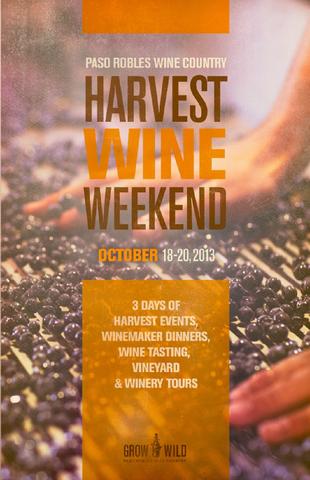 PASO ROBLES WINE COUNTRY
HARVEST
WINE
WEEKEND
OCTOBER 18-20, 2013
3 DAYS OF
HARVEST EVENTS,
WINEMAKER DINNERS,
WINE TASTING,
VINEYARD
& WINERY TOURS
GROW WILD